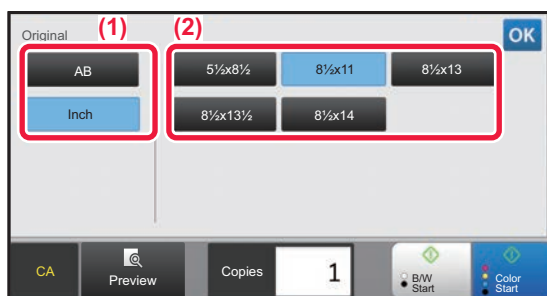 Original (1) (2) OK
AB 5½x8½ 8½x11 8½x13
Inch 8½x13½ 8½x14
CA Preview Copies 1 B/W Start Color Start